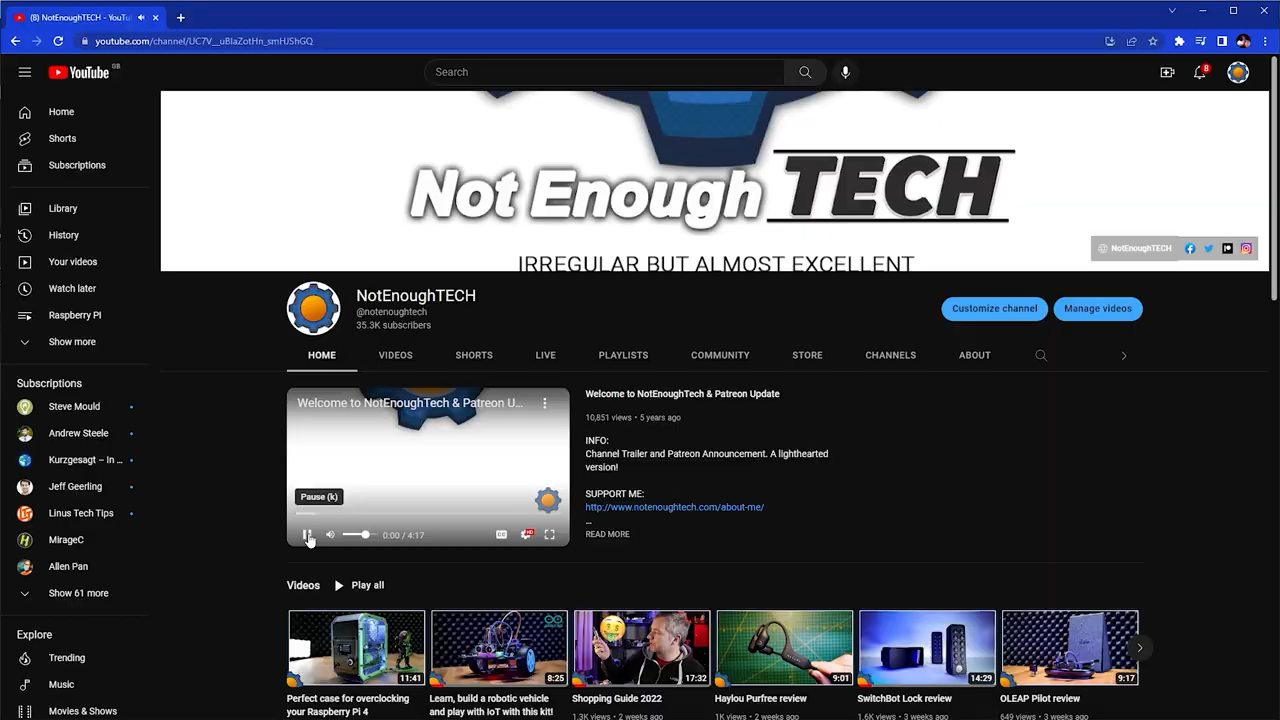 (8) NotEnoughTECH - YouTu
youtube.com/channel/UC7V__uBIaZotHn_smHJShGQ
YouTube GB
Search
8
Home
Shorts
Subscriptions
Library
History
Your videos
Watch later
Raspberry PI
Show more
Subscriptions
Steve Mould
Andrew Steele
Kurzgesagt – In ...
Jeff Geerling
Linus Tech Tips
MirageC
Allen Pan
Show 61 more
Explore
Trending
Music
Movies & Shows
Not Enough TECH
IRREGULAR BUT ALMOST EXCELLENT
NotEnoughTECH
NotEnoughTECH
@notenoughtech
35.3K subscribers
Customize channel
Manage videos
HOME
VIDEOS
SHORTS
LIVE
PLAYLISTS
COMMUNITY
STORE
CHANNELS
ABOUT
Welcome to NotEnoughTECH & Patreon U...
Pause (k)
0:00 / 4:17
CC
HD
Welcome to NotEnoughTECH & Patreon Update
10,851 views • 5 years ago
INFO:
Channel Trailer and Patreon Announcement. A lighthearted
version!
SUPPORT ME:
http://www.notenoughtech.com/about-me/
...
READ MORE
Videos
Play all
11:41
8:25
17:32
9:01
14:29
9:17
Perfect case for overclocking
your Raspberry Pi 4
Learn, build a robotic vehicle
and play with IoT with this kit!
Shopping Guide 2022
1.3K views • 2 weeks ago
Haylou Purfree review
1K views • 2 weeks ago
SwitchBot Lock review
1.6K views • 3 weeks ago
OLEAP Pilot review
649 views • 3 weeks ago